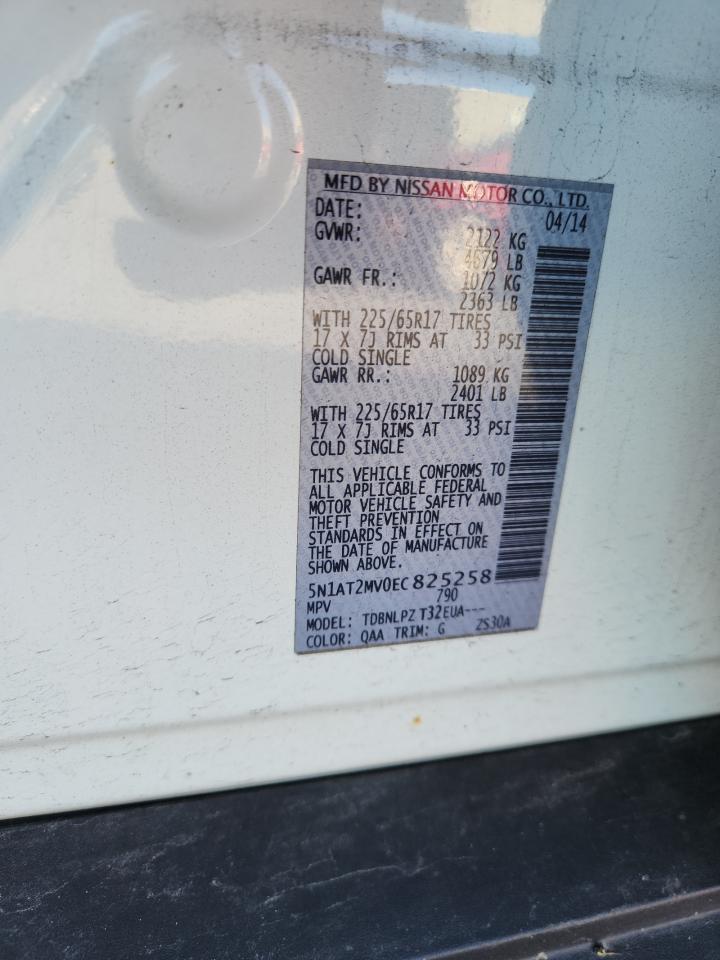 MFD BY NISSAN MOTOR CO., LTD.
DATE: 04/14
GVWR: 2122 KG
4679 LB
GAWR FR.: 1072 KG
2363 LB
WITH 225/65R17 TIRES
17 X 7J RIMS AT 33 PSI
COLD SINGLE
GAWR RR.: 1089 KG
2401 LB
WITH 225/65R17 TIRES
17 X 7J RIMS AT 33 PSI
COLD SINGLE
THIS VEHICLE CONFORMS TO
ALL APPLICABLE FEDERAL
MOTOR VEHICLE SAFETY AND
THEFT PREVENTION
STANDARDS IN EFFECT ON
THE DATE OF MANUFACTURE
SHOWN ABOVE.
5N1AT2MV0EC825258
MPV 790
MODEL: TDBNLPZ T32EUA---
COLOR: QAA TRIM: G ZS30A